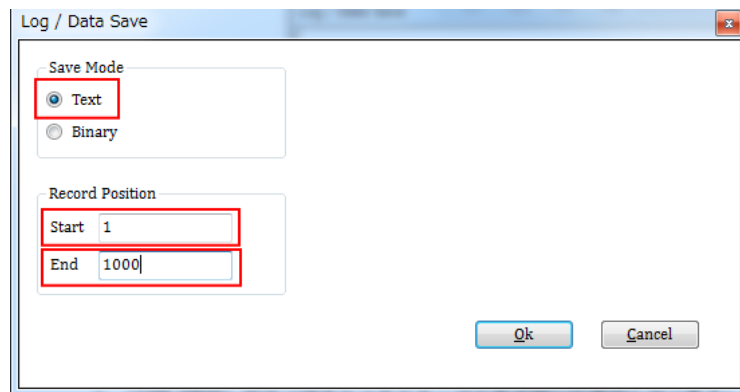 Log / Data Save
Save Mode
Text
Binary
Record Position
Start 1
End 1000
Ok Cancel